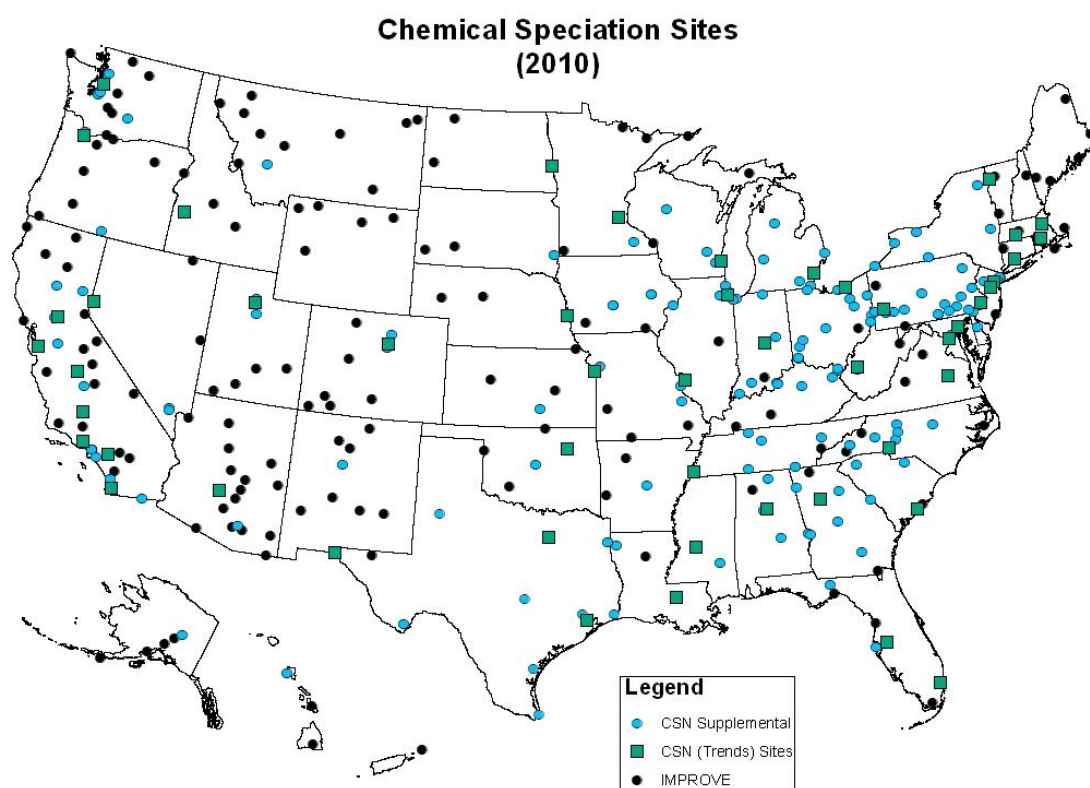 Chemical Speciation Sites
(2010)
Legend
CSN Supplemental
CSN (Trends) Sites
IMPROVE